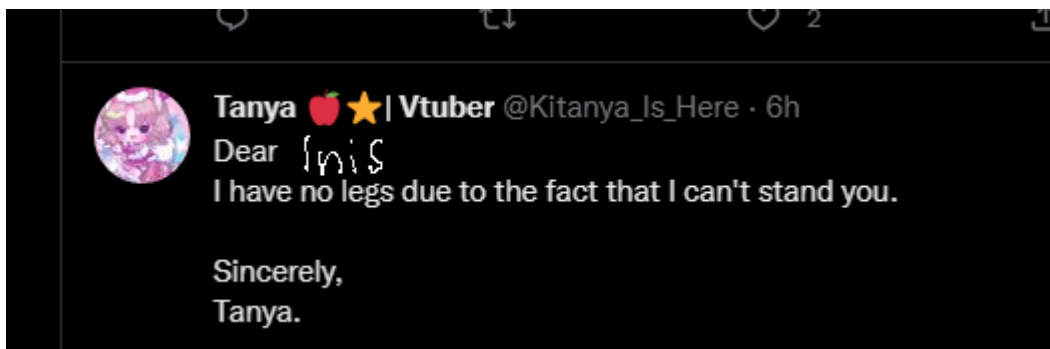 2
Tanya 🍎⭐| Vtuber @Kitanya_Is_Here · 6h
Dear Inis
I have no legs due to the fact that I can't stand you.
Sincerely,
Tanya.